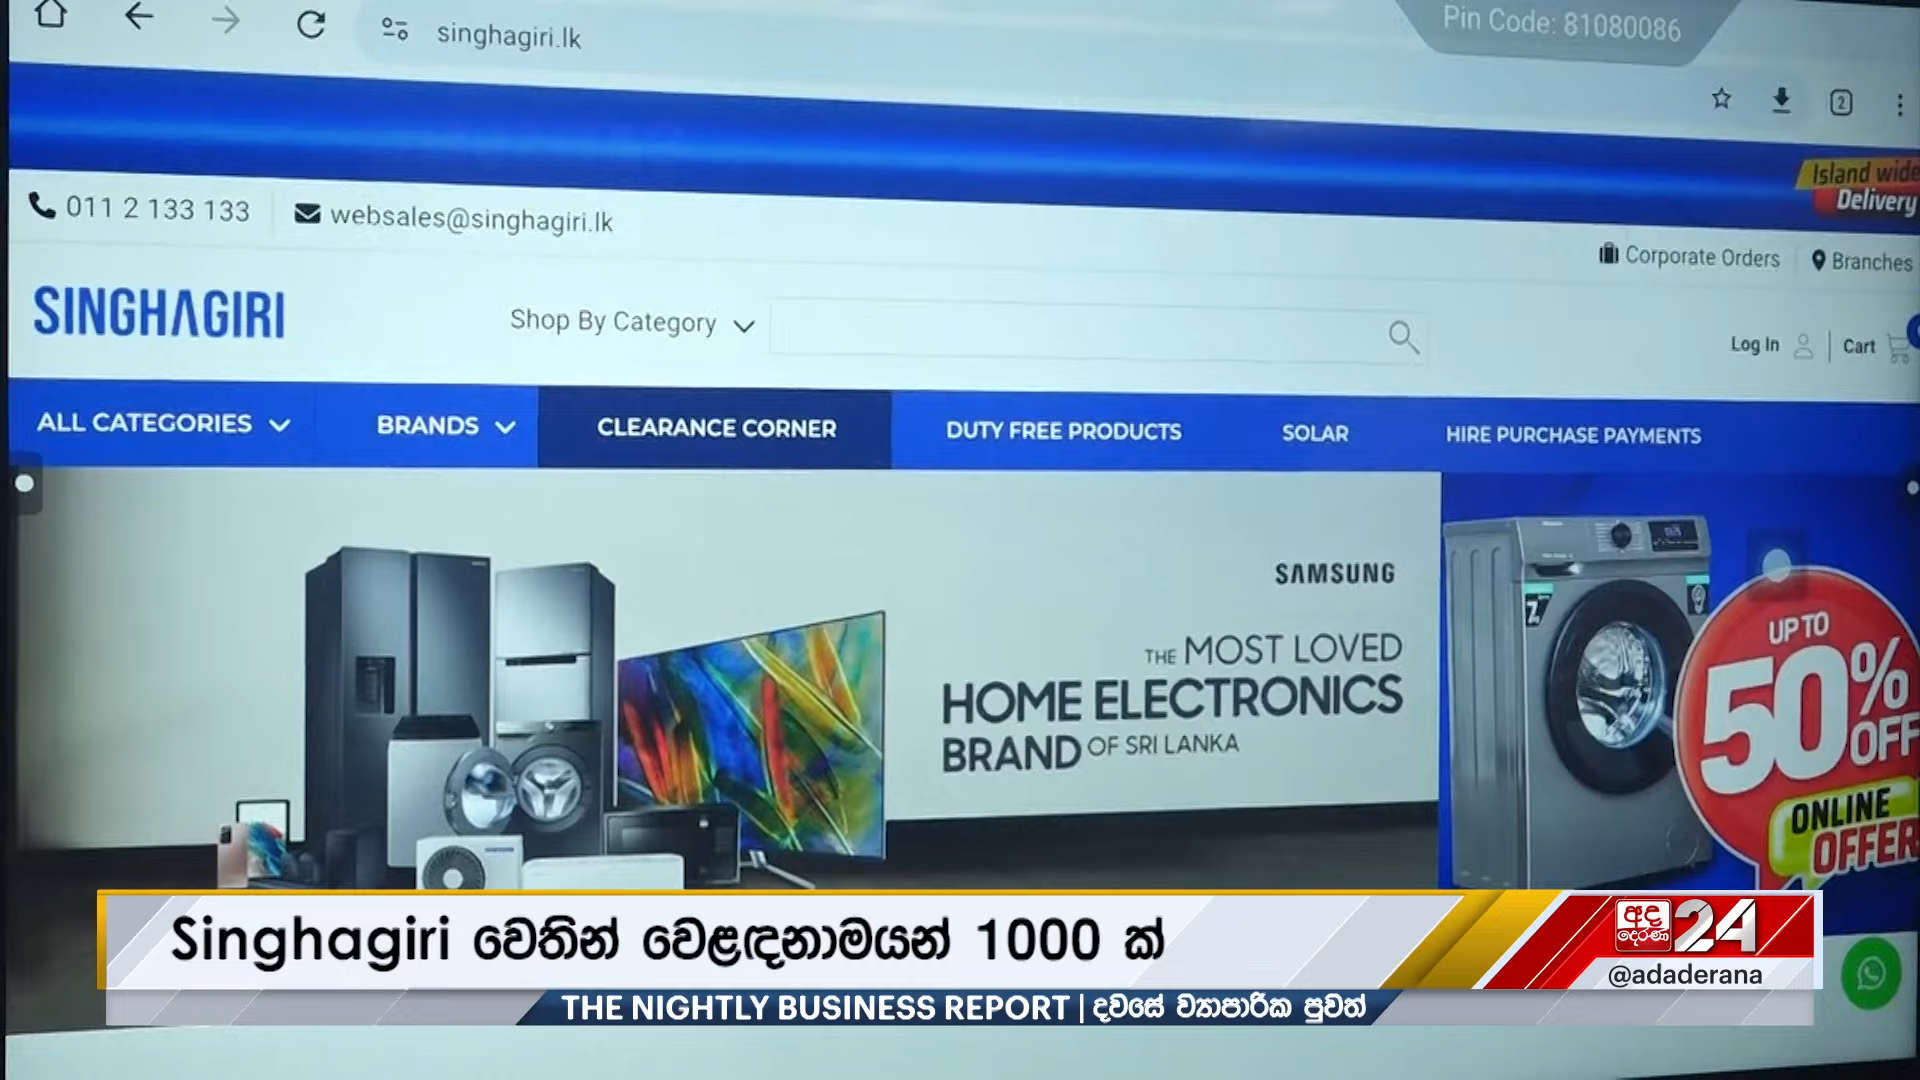 singhagiri.lk
Pin Code: 81080086
2
Island wide
Delivery
011 2 133 133
websales@singhagiri.lk
Corporate Orders
Branches
SINGHAGIRI
Shop By Category
Log In
Cart
ALL CATEGORIES
BRANDS
CLEARANCE CORNER
DUTY FREE PRODUCTS
SOLAR
HIRE PURCHASE PAYMENTS
SAMSUNG
THE MOST LOVED
HOME ELECTRONICS
BRAND OF SRI LANKA
UP TO
50% OFF
ONLINE
OFFER
Singhagiri වෙතින් වෙළඳනාමයන් 1000 ක්
අද
දෙරණ
24
@adaderana
THE NIGHTLY BUSINESS REPORT | දවසේ ව්‍යාපාරික පුවත්